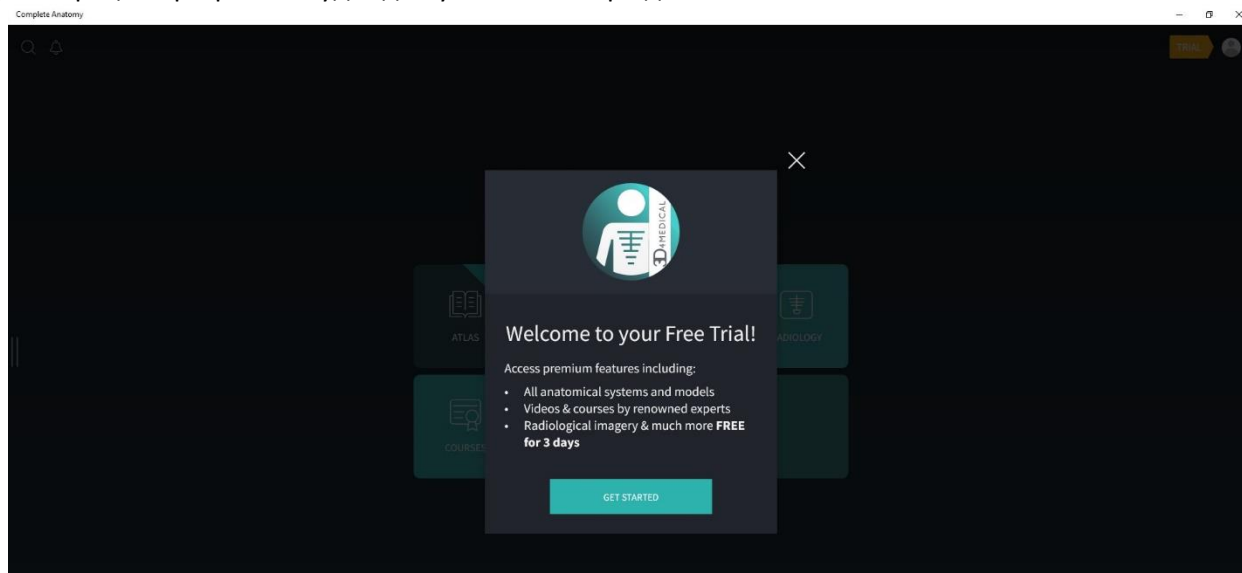 Complete Anatomy
TRIAL
3D4MEDICAL
ATLAS
ADIOLOGY
COURSES
Welcome to your Free Trial!
Access premium features including:
• All anatomical systems and models
• Videos & courses by renowned experts
• Radiological imagery & much more FREE
for 3 days
GET STARTED